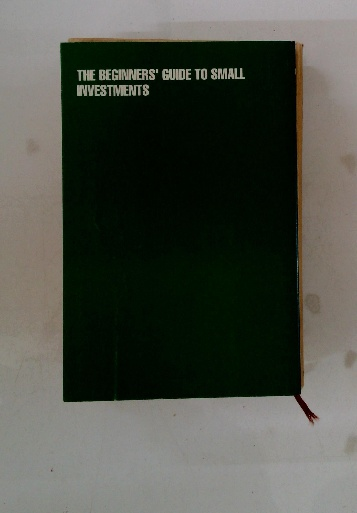 THE BEGINNERS' GUIDE TO SMALL
INVESTMENTS